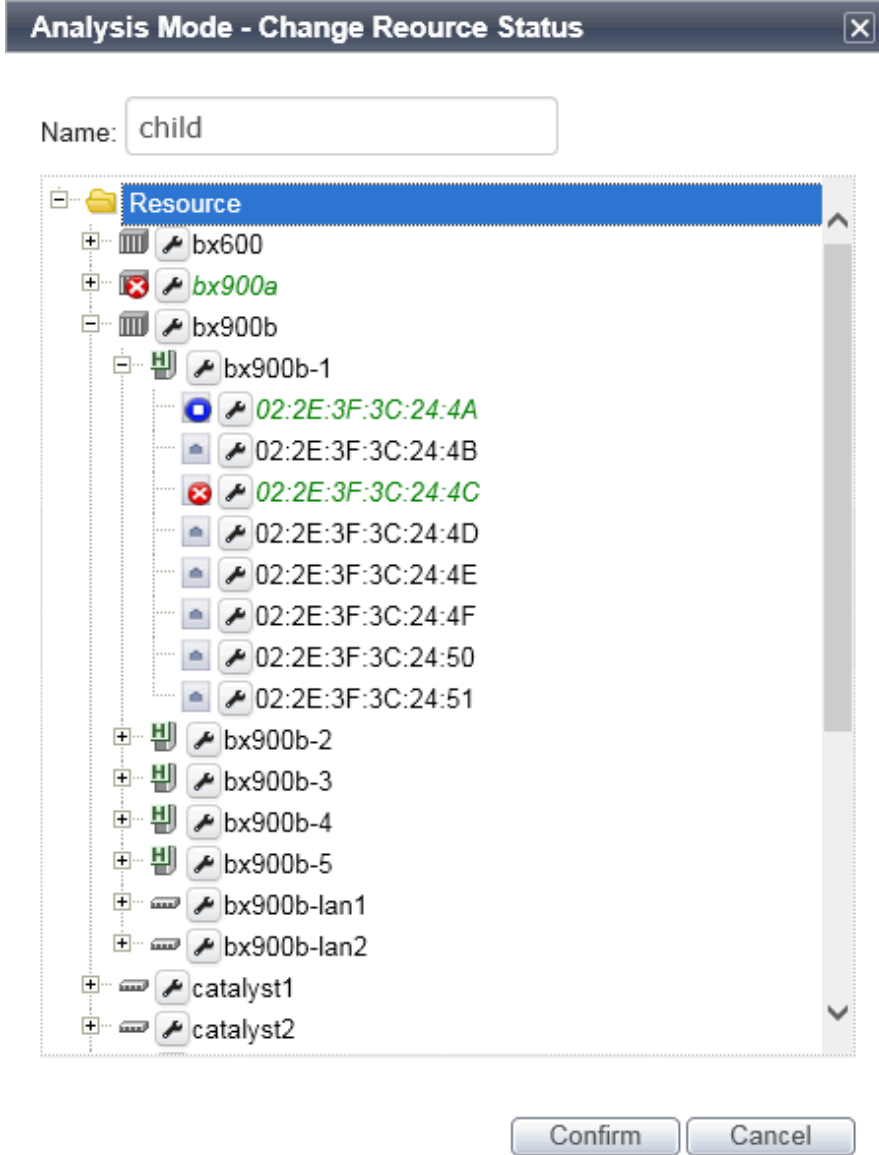 Analysis Mode - Change Reource Status
Name: child
Resource
bx600
bx900a
bx900b
H bx900b-1
02:2E:3F:3C:24:4A
02:2E:3F:3C:24:4B
02:2E:3F:3C:24:4C
02:2E:3F:3C:24:4D
02:2E:3F:3C:24:4E
02:2E:3F:3C:24:4F
02:2E:3F:3C:24:50
02:2E:3F:3C:24:51
H bx900b-2
H bx900b-3
H bx900b-4
H bx900b-5
bx900b-lan1
bx900b-lan2
catalyst1
catalyst2
Confirm Cancel